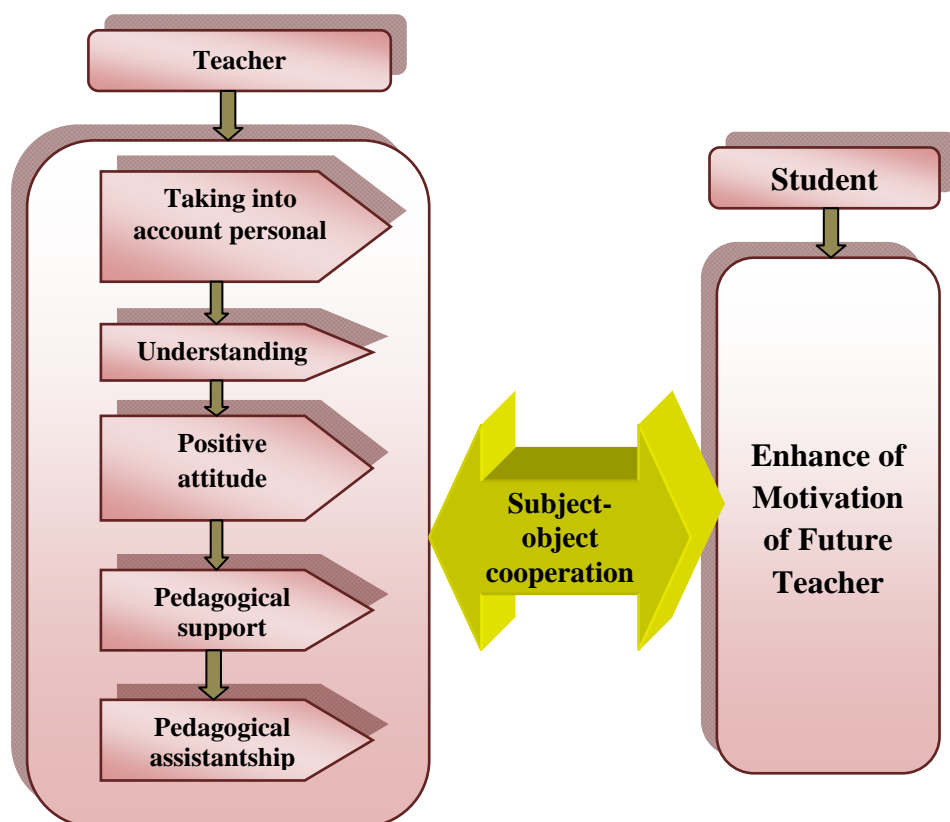 Teacher
Taking into
account personal
Understanding
Positive
attitude
Pedagogical
support
Pedagogical
assistantship
Subject-
object
cooperation
Student
Enhance of
Motivation
of Future
Teacher